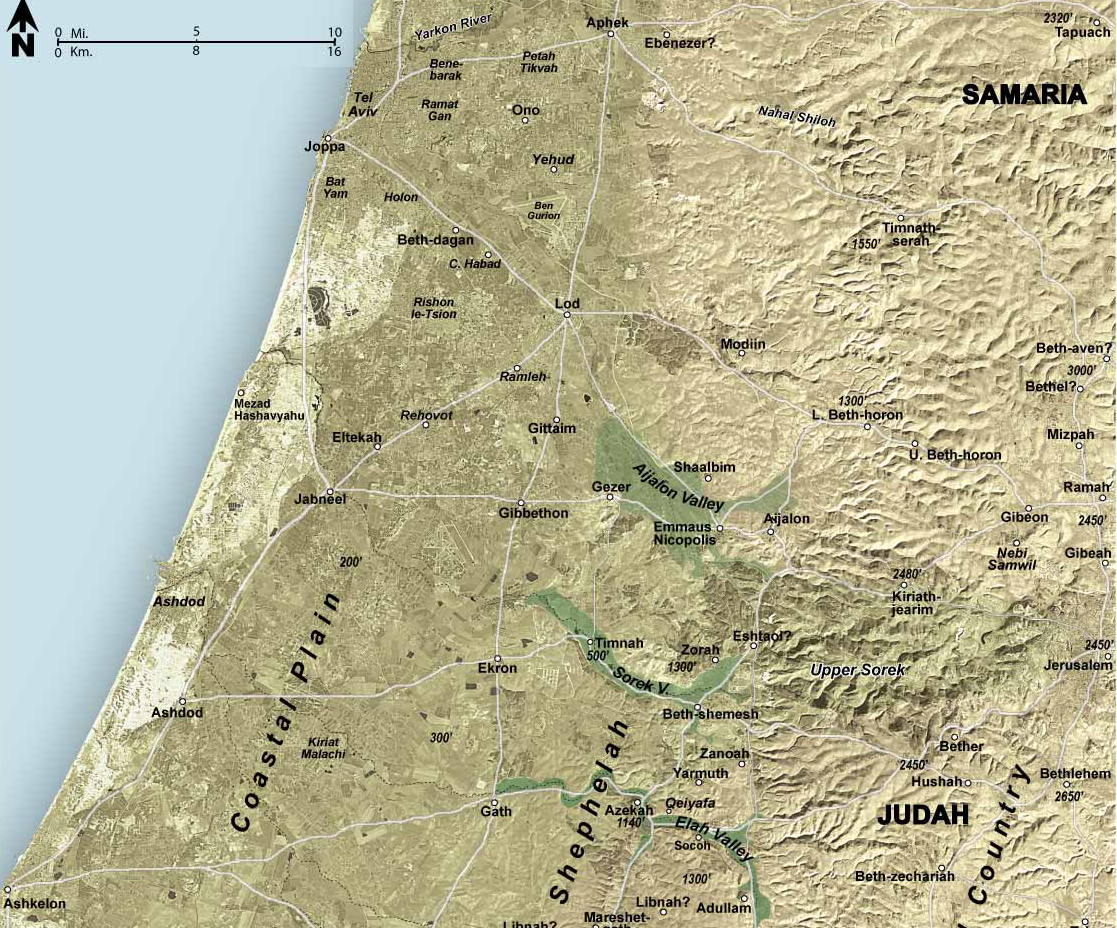 N
0 Mi. 5 10
0 Km. 8 16
Yarkon River
Aphek
Ebenezer?
2320'
Tapuach
Bene-
barak
Petah
Tikvah
SAMARIA
Tel
Aviv
Ramat
Gan
Ono
Nahal Shiloh
Joppa
Yehud
Bat
Yam
Holon
Ben
Gurion
Timnath-
serah
1550'
Beth-dagan
C. Habad
Rishon
le-Tsion
Lod
Modiin
Beth-aven?
3000'
Bethel?
Ramleh
Mezad
Hashavyahu
1300'
L. Beth-horon
Rehovot
Gittaim
Eltekah
U. Beth-horon
Mizpah
Shaalbim
Aijalon Valley
Jabneel
Gezer
Gibbethon
Ramah
2450'
Emmaus
Nicopolis
Aijalon
Gibeon
Nebi
Samwil
Gibeah
200'
2480'
Kiriath-
jearim
Ashdod
Coastal Plain
Timnah
500'
Eshtaol?
Zorah
1300'
2450'
Jerusalem
Ekron
Sorek V.
Upper Sorek
Ashdod
Beth-shemesh
300'
Kiriat
Malachi
Bether
Zanoah
2450'
Yarmuth
Hushah
Bethlehem
2650'
Shephelah
Gath
Azekah
1140'
Qeiyafa
Elah Valley
Socoh
JUDAH
Country
1300'
Beth-zechariah
Ashkelon
Libnah?
Adullam
Libnah?
Mareshet-
gath